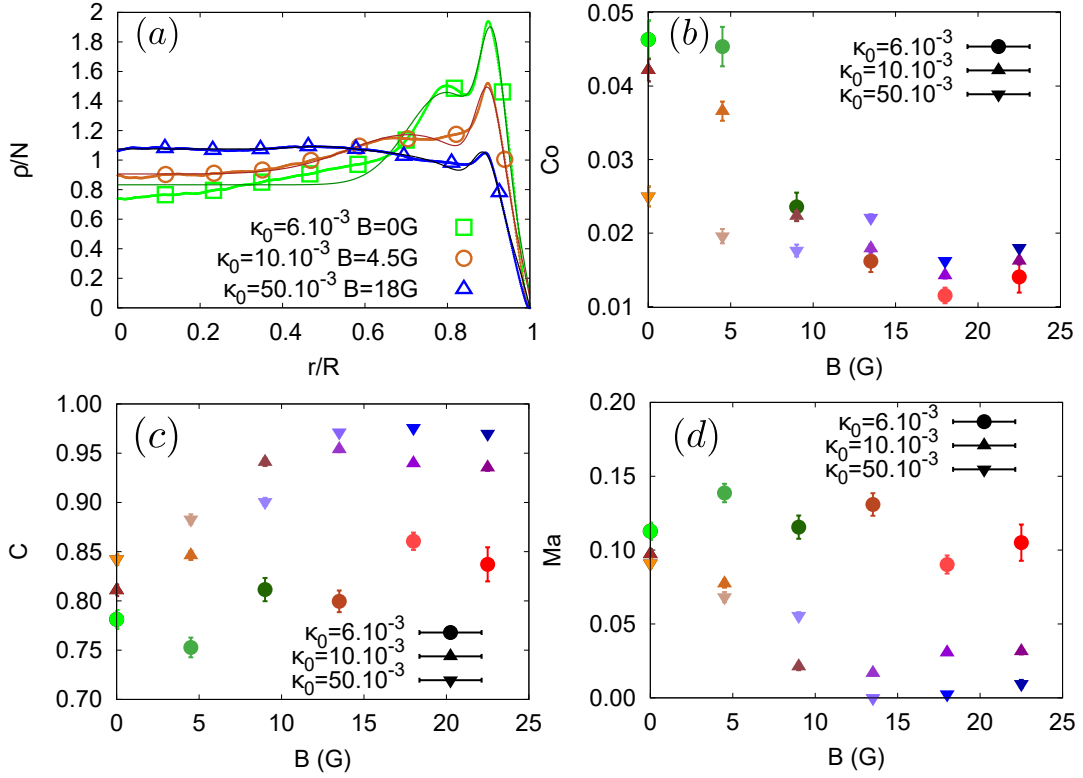 (a)
ρ/N
2
1.8
1.6
1.4
1.2
1
0.8
0.6
0.4
0.2
0
κ₀=6.10⁻³ B=0G
κ₀=10.10⁻³ B=4.5G
κ₀=50.10⁻³ B=18G
0 0.2 0.4 0.6 0.8 1
r/R
(b)
Co
0.05
0.04
0.03
0.02
0.01
κ₀=6.10⁻³
κ₀=10.10⁻³
κ₀=50.10⁻³
0 5 10 15 20 25
B (G)
(c)
C
1.00
0.95
0.90
0.85
0.80
0.75
0.70
κ₀=6.10⁻³
κ₀=10.10⁻³
κ₀=50.10⁻³
0 5 10 15 20 25
B (G)
(d)
Ma
0.20
0.15
0.10
0.05
0.00
κ₀=6.10⁻³
κ₀=10.10⁻³
κ₀=50.10⁻³
0 5 10 15 20 25
B (G)